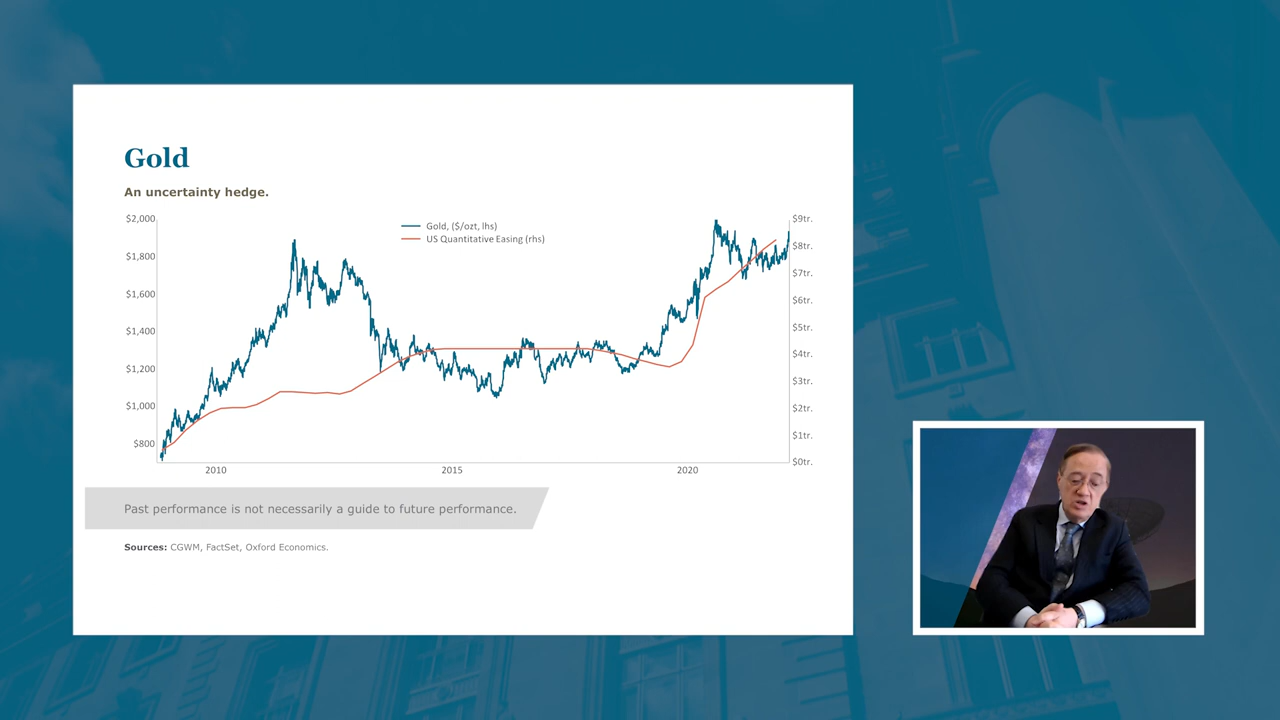 Gold
An uncertainty hedge.
Gold, ($/ozt, lhs)
US Quantitative Easing (rhs)
$2,000
$1,800
$1,600
$1,400
$1,200
$1,000
$800
$9tr.
$8tr.
$7tr.
$6tr.
$5tr.
$4tr.
$3tr.
$2tr.
$1tr.
$0tr.
2010 2015 2020
Past performance is not necessarily a guide to future performance.
Sources: CGWM, FactSet, Oxford Economics.